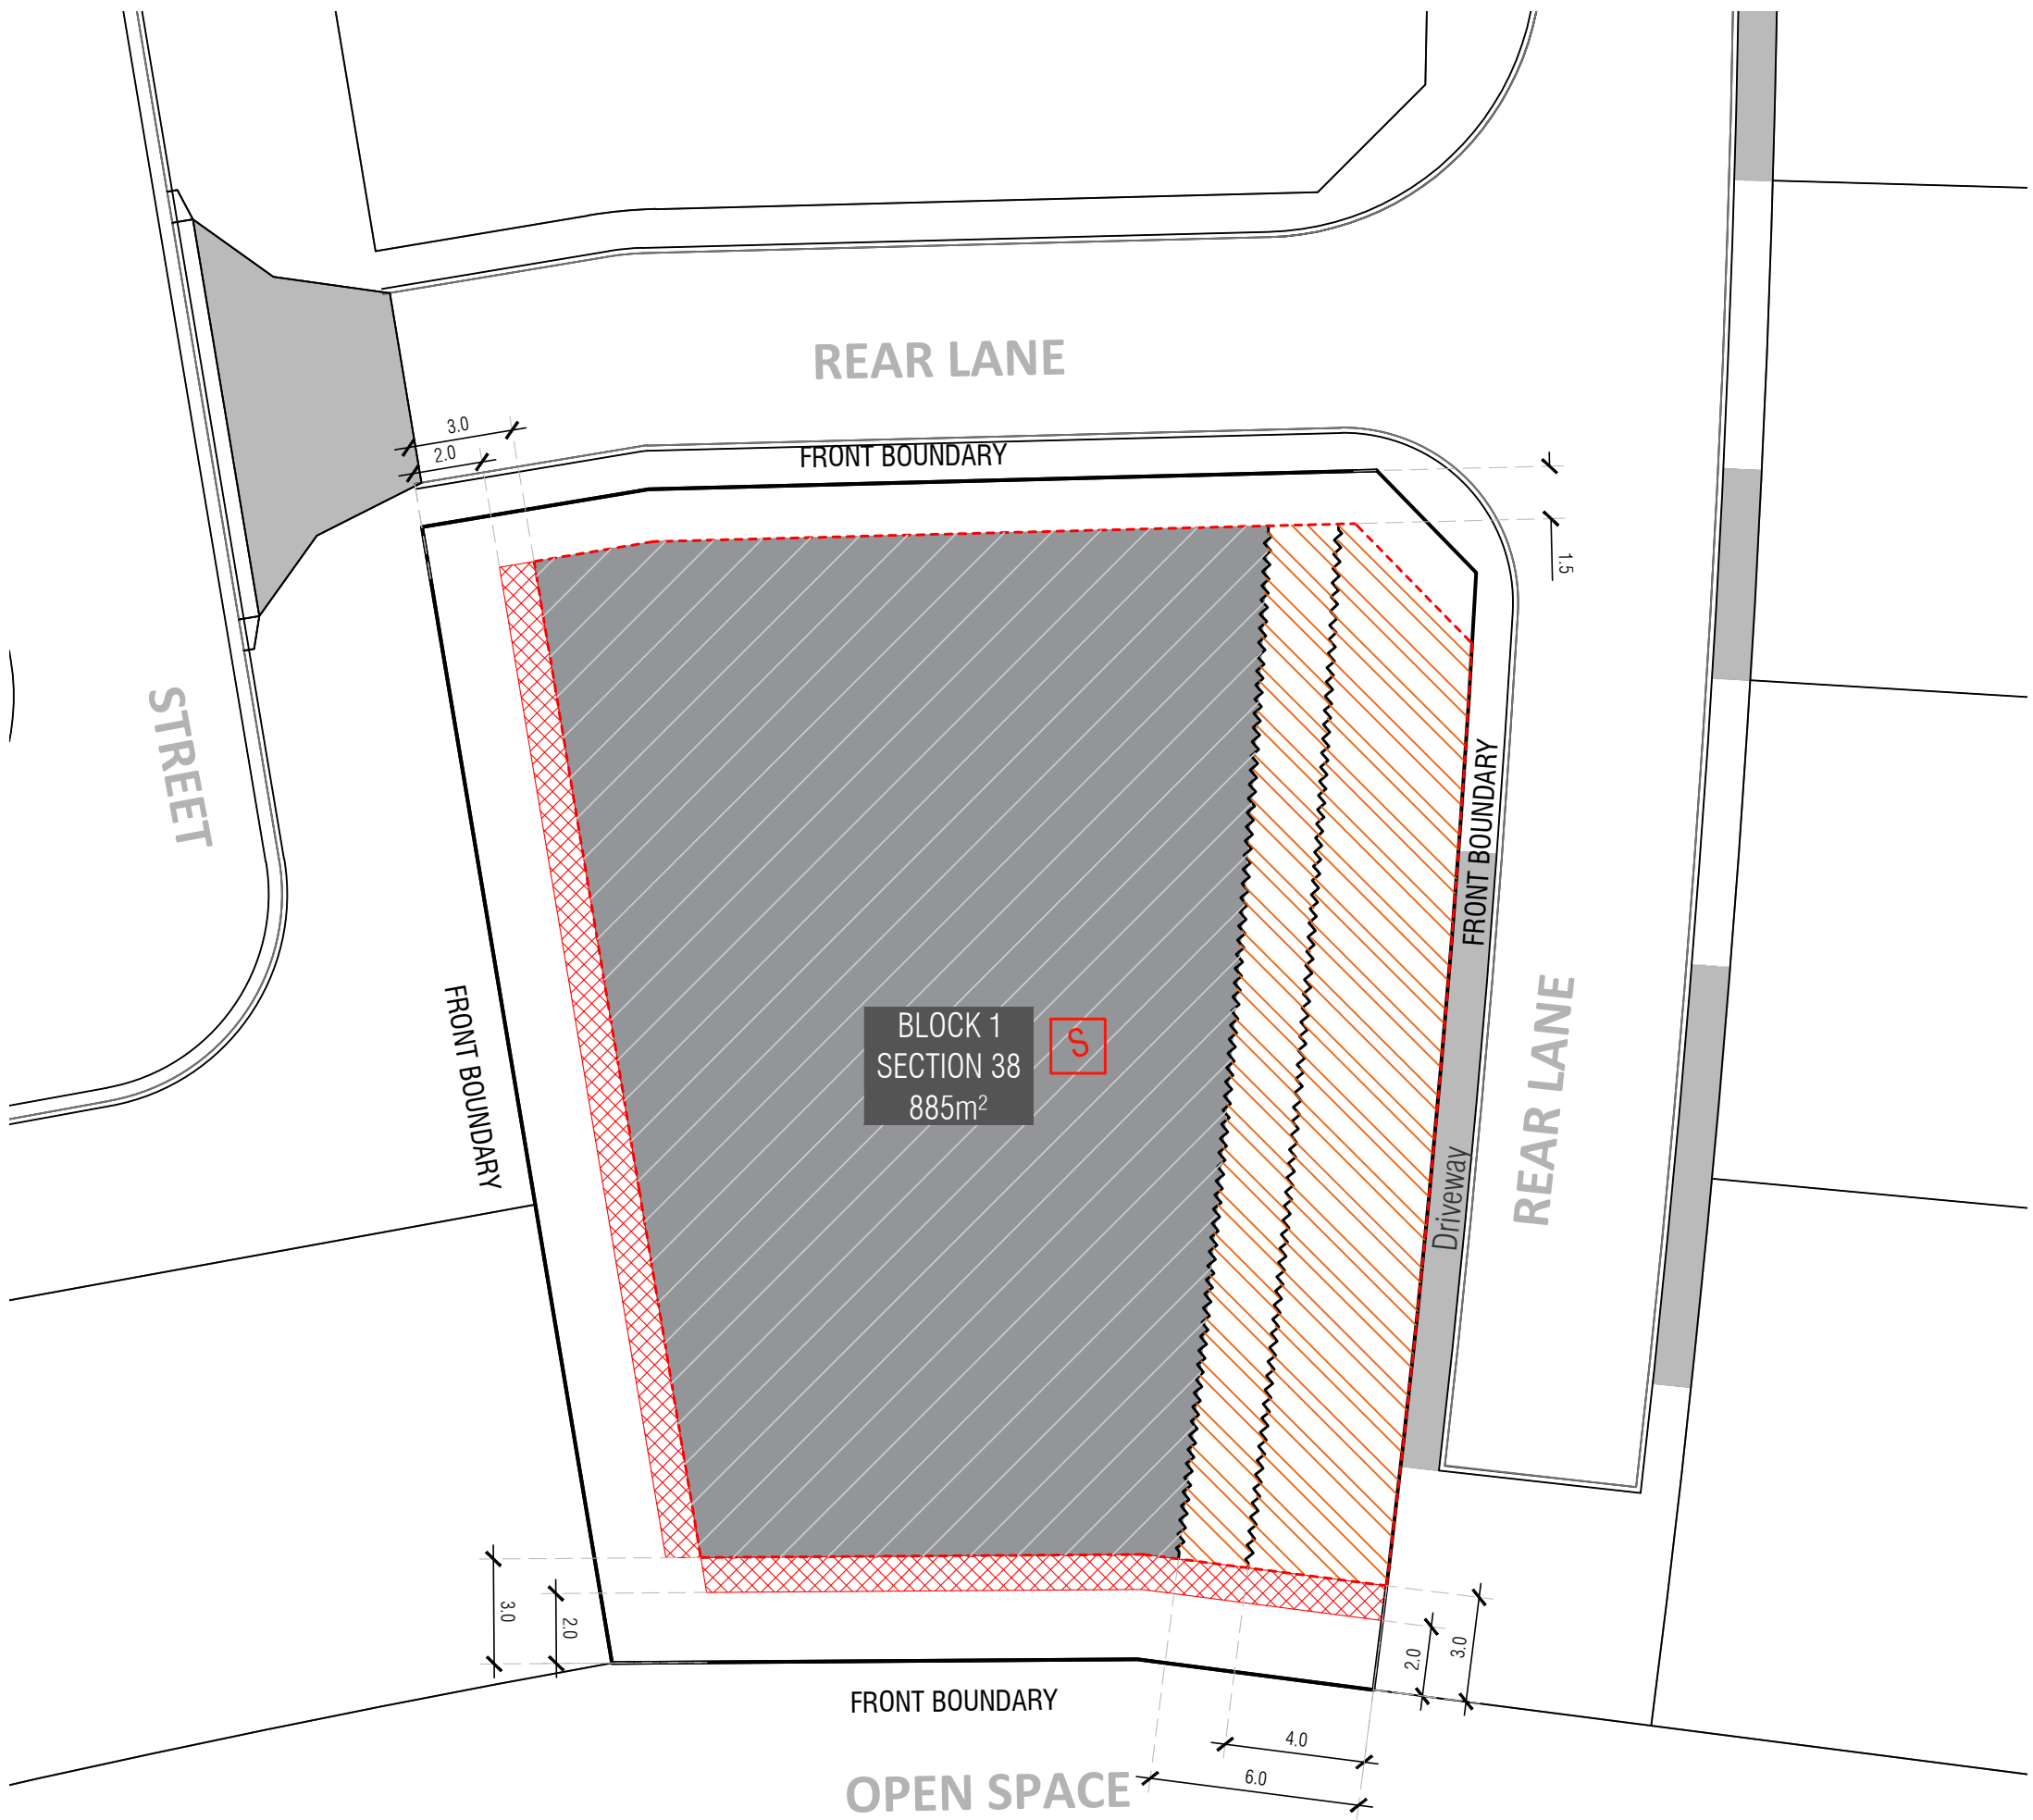 REAR LANE
3.0
2.0
FRONT BOUNDARY
1.5
STREET
FRONT BOUNDARY
FRONT BOUNDARY
BLOCK 1
SECTION 38
885m²
S
REAR LANE
Driveway
3.0
2.0
2.0
3.0
FRONT BOUNDARY
4.0
6.0
OPEN SPACE